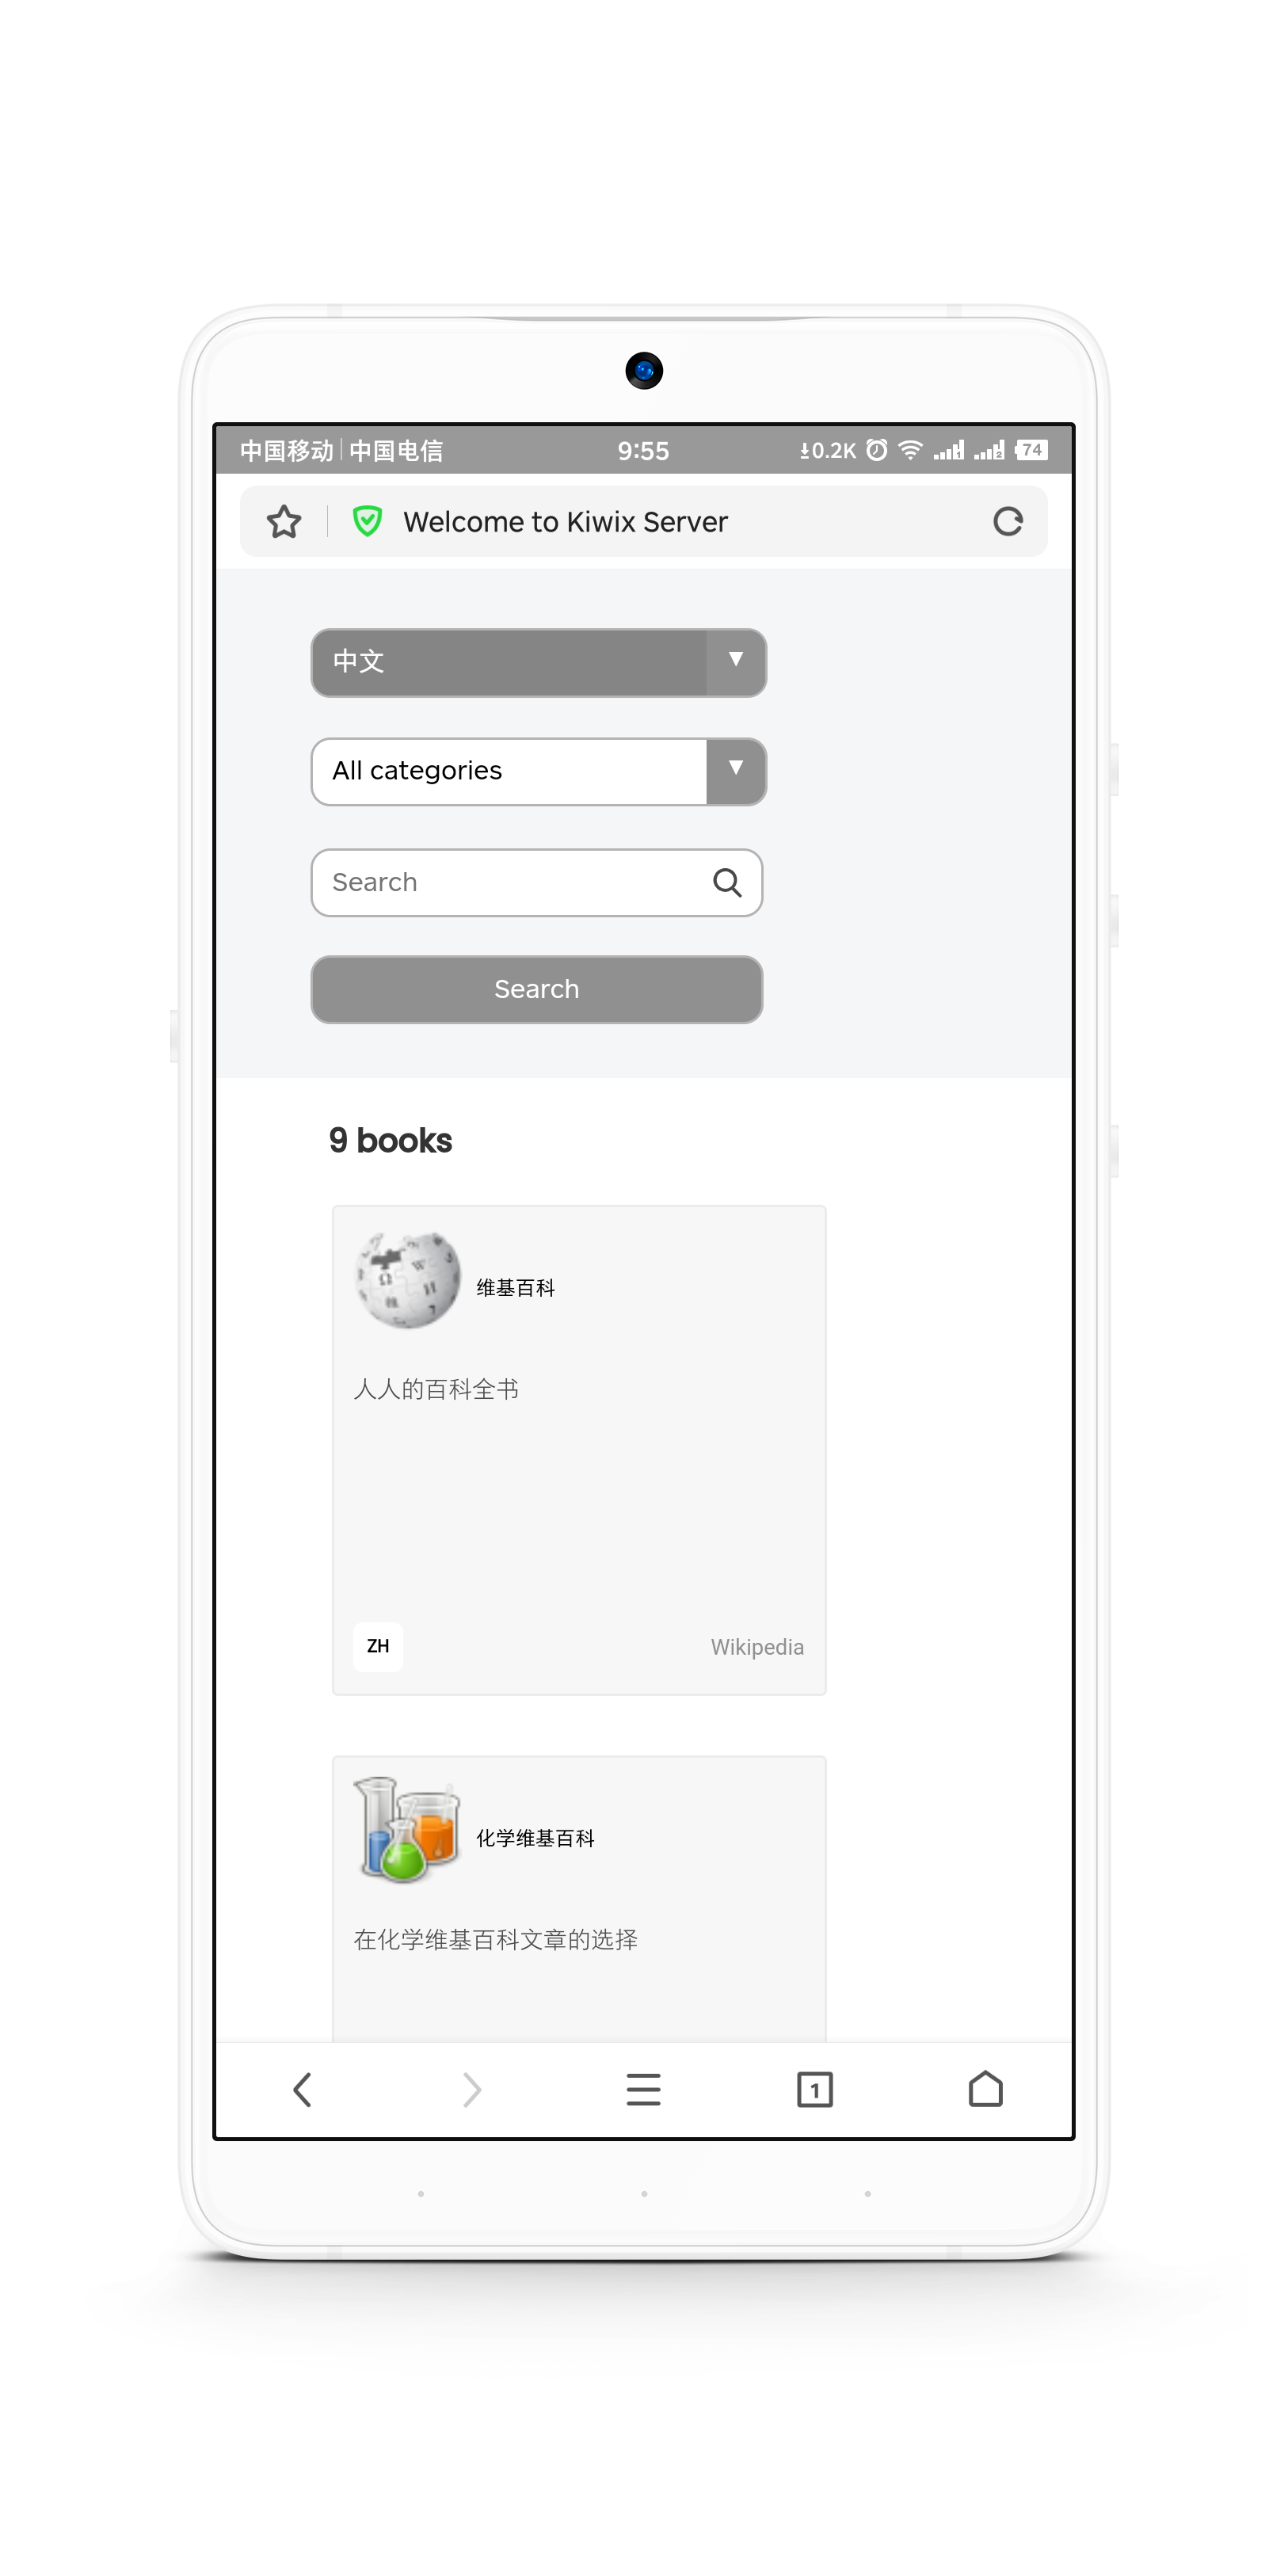 中国移动 | 中国电信 9:55 0.2K 74
Welcome to Kiwix Server
中文
All categories
Search
Search
9 books
维基百科
人人的百科全书
ZH Wikipedia
化学维基百科
在化学维基百科文章的选择
1